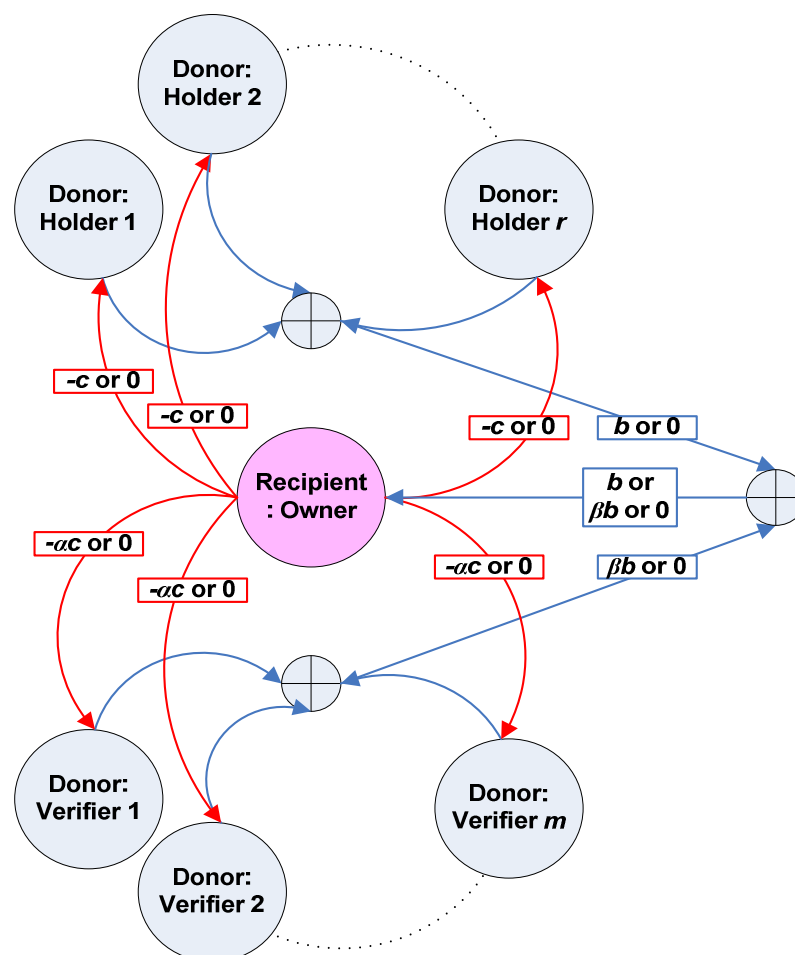 Donor:
Holder 2
Donor:
Holder 1
Donor:
Holder r
-c or 0
-c or 0
-c or 0
b or 0
Recipient
: Owner
b or
βb or 0
-αc or 0
-αc or 0
-αc or 0
βb or 0
Donor:
Verifier 1
Donor:
Verifier m
Donor:
Verifier 2